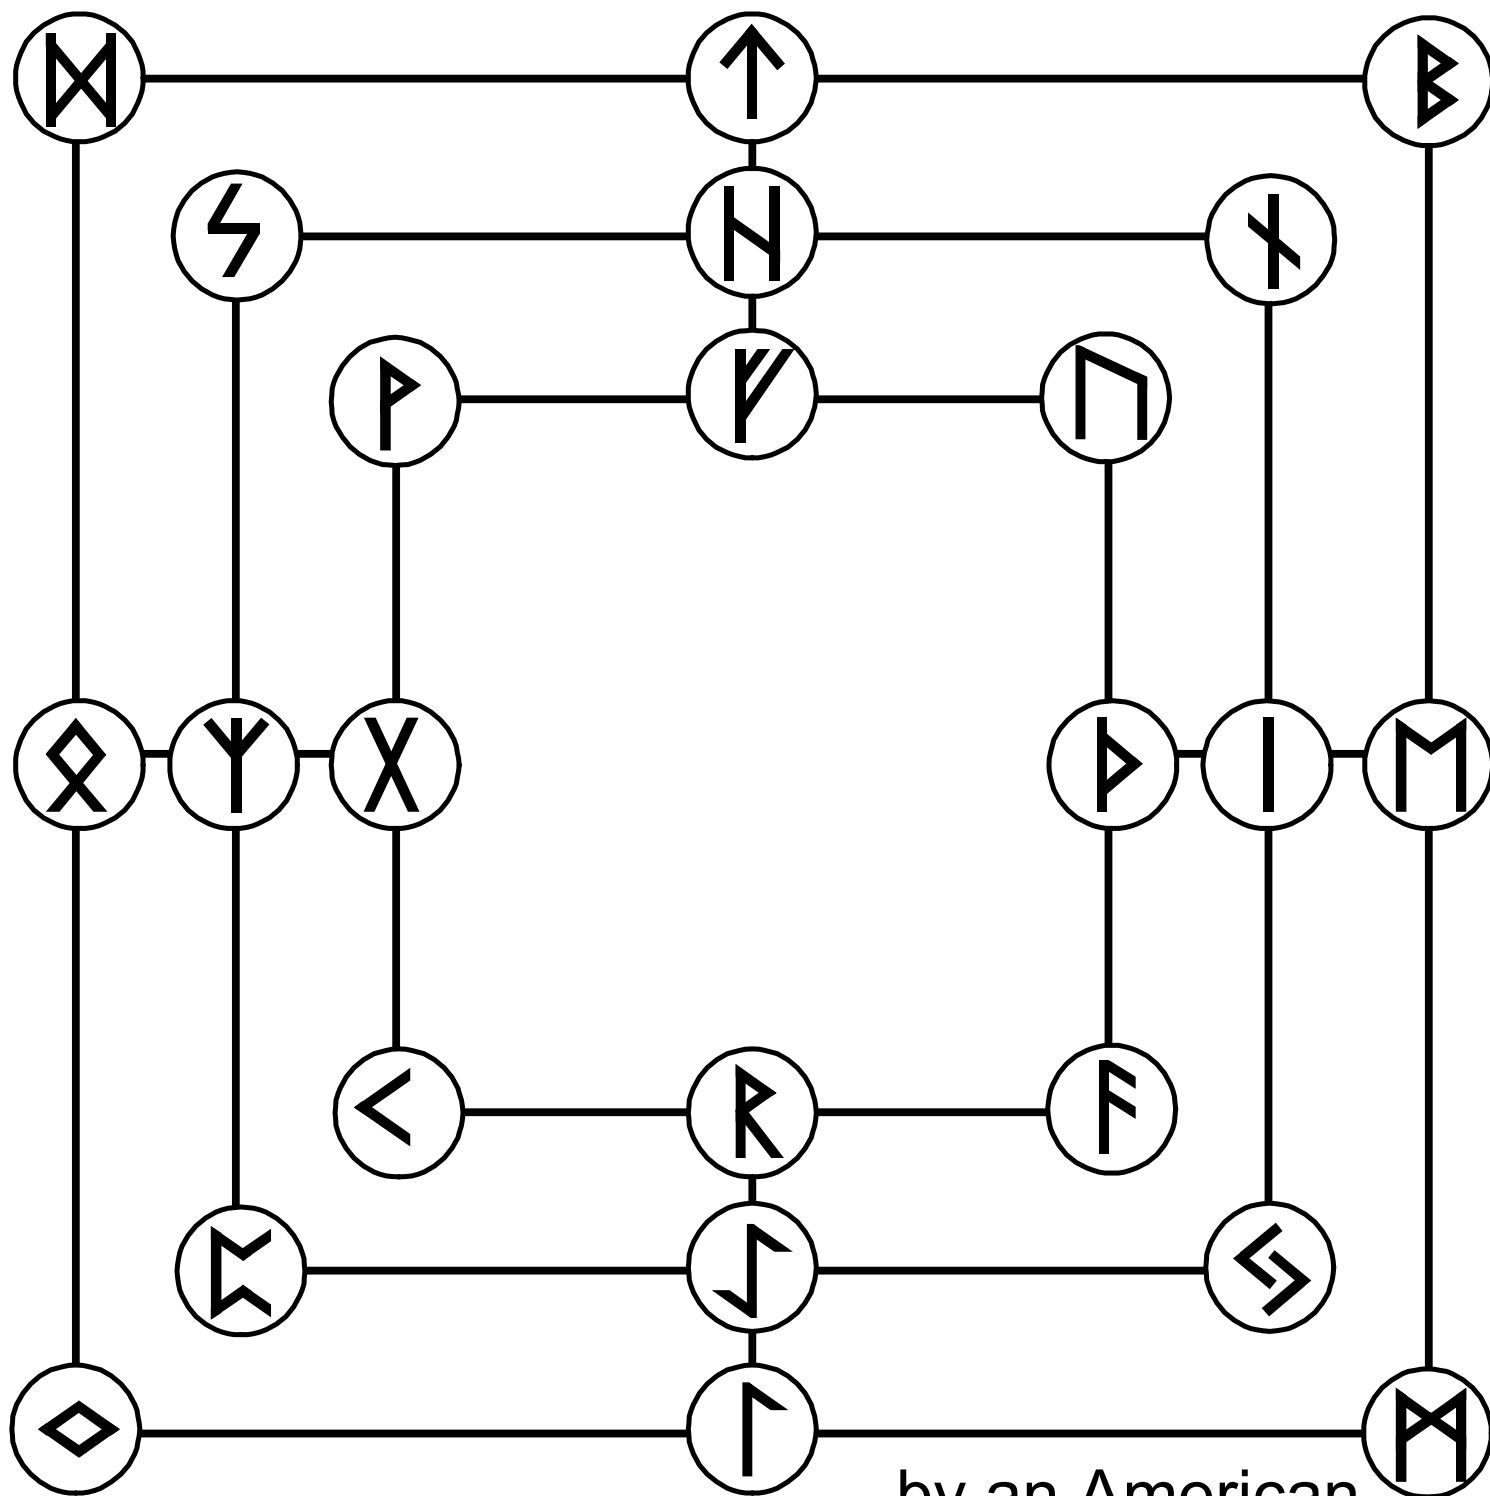 ᛞ ᛏ ᛒ
ᛋ ᚺ ᚾ
ᚹ ᚠ ᚢ
ᛟ ᛉ ᚷ ᚦ ᛁ ᛖ
ᚲ ᚱ ᚨ
ᛈ ᛇ ᛃ
ᛜ ᛚ ᛗ
by an American